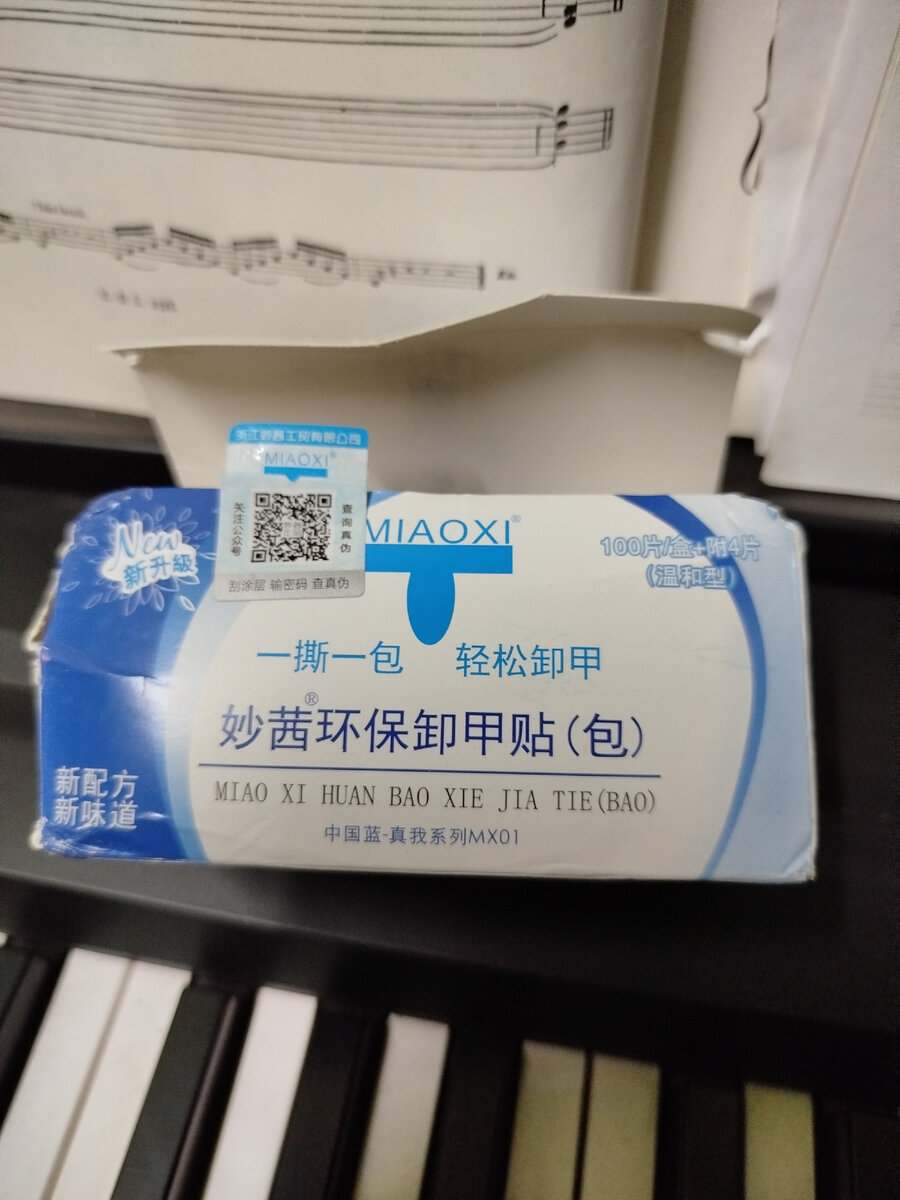 浙江妙茜工贸有限公司
MIAOXI®
关注公众号
查询真伪
刮涂层 输密码 查真伪
New
新升級
MIAOXI®
100片/盒+附4片
(温和型)
一撕一包 轻松卸甲
妙茜®环保卸甲贴(包)
MIAO XI HUAN BAO XIE JIA TIE(BAO)
中国蓝-真我系列MX01
新配方
新味道